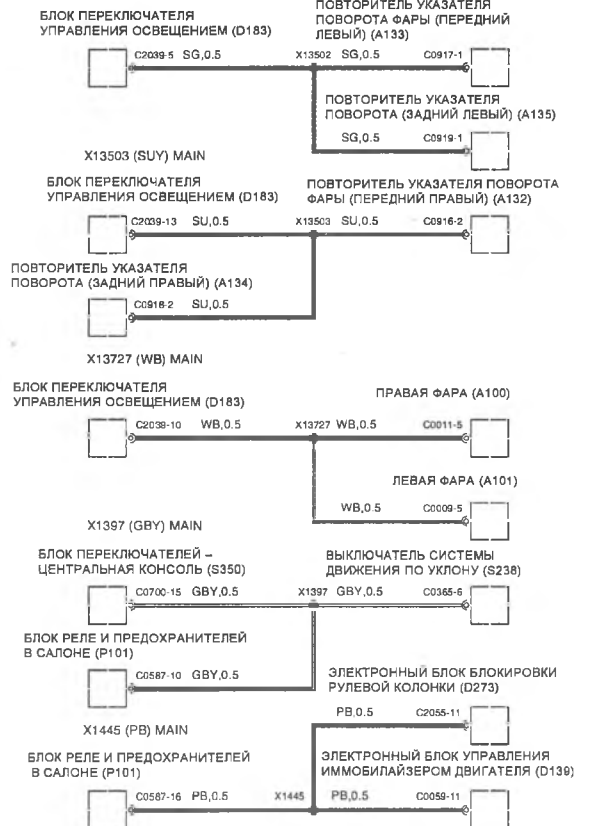 ПОВТОРИТЕЛЬ УКАЗАТЕЛЯ
ПОВОРОТА ФАРЫ (ПЕРЕДНИЙ
ЛЕВЫЙ) (A133)
БЛОК ПЕРЕКЛЮЧАТЕЛЯ
УПРАВЛЕНИЯ ОСВЕЩЕНИЕМ (D183)
C2039-5 SG,0.5 X13502 SG,0.5 C0917-1
ПОВТОРИТЕЛЬ УКАЗАТЕЛЯ
ПОВОРОТА (ЗАДНИЙ ЛЕВЫЙ) (A135)
SG,0.5 C0919-1
X13503 (SUY) MAIN
БЛОК ПЕРЕКЛЮЧАТЕЛЯ
УПРАВЛЕНИЯ ОСВЕЩЕНИЕМ (D183)
ПОВТОРИТЕЛЬ УКАЗАТЕЛЯ ПОВОРОТА
ФАРЫ (ПЕРЕДНИЙ ПРАВЫЙ) (A132)
C2039-13 SU,0.5 X13503 SU,0.5 C0916-2
ПОВТОРИТЕЛЬ УКАЗАТЕЛЯ
ПОВОРОТА (ЗАДНИЙ ПРАВЫЙ) (A134)
C0918-2 SU,0.5
X13727 (WB) MAIN
БЛОК ПЕРЕКЛЮЧАТЕЛЯ
УПРАВЛЕНИЯ ОСВЕЩЕНИЕМ (D183)
ПРАВАЯ ФАРА (A100)
C2039-10 WB,0.5 X13727 WB,0.5 C0011-5
ЛЕВАЯ ФАРА (A101)
WB,0.5 C0009-5
X1397 (GBY) MAIN
БЛОК ПЕРЕКЛЮЧАТЕЛЕЙ –
ЦЕНТРАЛЬНАЯ КОНСОЛЬ (S350)
ВЫКЛЮЧАТЕЛЬ СИСТЕМЫ
ДВИЖЕНИЯ ПО УКЛОНУ (S238)
C0700-15 GBY,0.5 X1397 GBY,0.5 C0365-6
БЛОК РЕЛЕ И ПРЕДОХРАНИТЕЛЕЙ
В САЛОНЕ (P101)
C0587-10 GBY,0.5
ЭЛЕКТРОННЫЙ БЛОК БЛОКИРОВКИ
РУЛЕВОЙ КОЛОНКИ (D273)
PB,0.5 C2055-11
X1445 (PB) MAIN
БЛОК РЕЛЕ И ПРЕДОХРАНИТЕЛЕЙ
В САЛОНЕ (P101)
ЭЛЕКТРОННЫЙ БЛОК УПРАВЛЕНИЯ
ИММОБИЛАЙЗЕРОМ ДВИГАТЕЛЯ (D139)
C0587-16 PB,0.5 X1445 PB,0.5 C0059-11